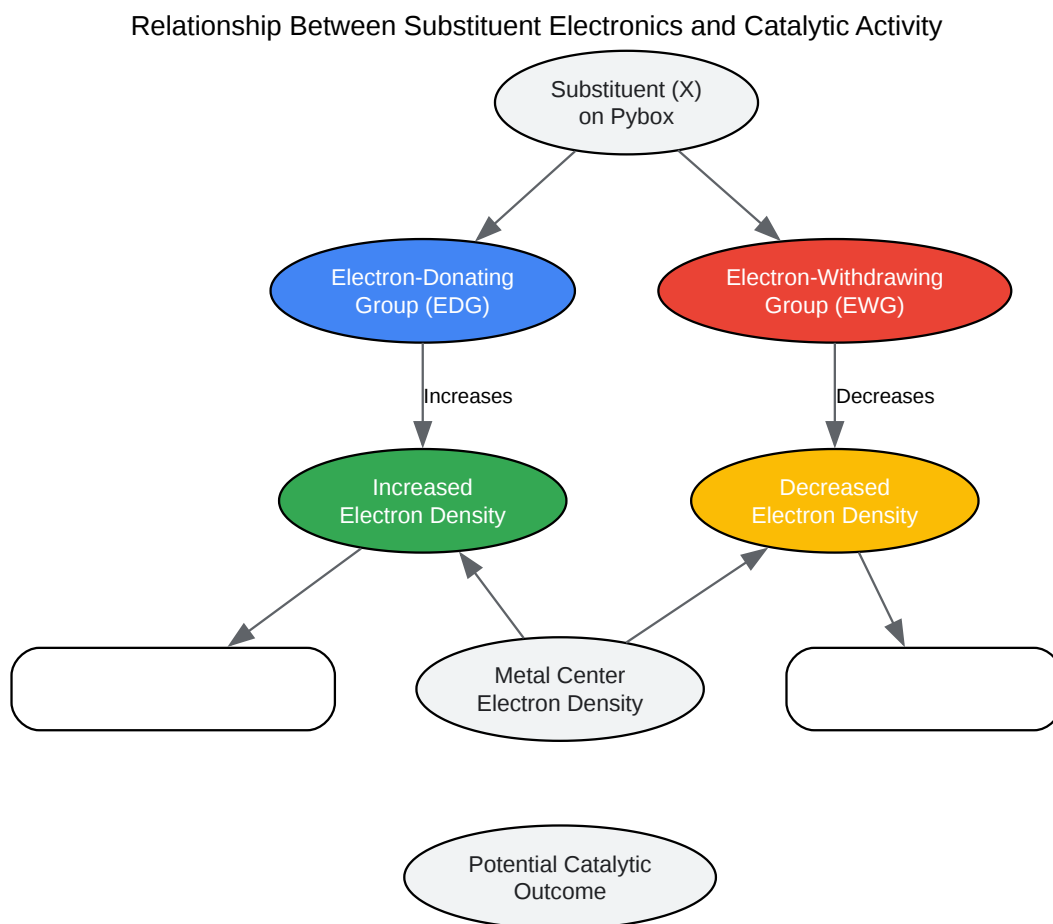 Relationship Between Substituent Electronics and Catalytic Activity
Substituent (X)
on Pybox
Electron-Donating
Group (EDG)
Electron-Withdrawing
Group (EWG)
Increases
Decreases
Increased
Electron Density
Decreased
Electron Density
Metal Center
Electron Density
Potential Catalytic
Outcome